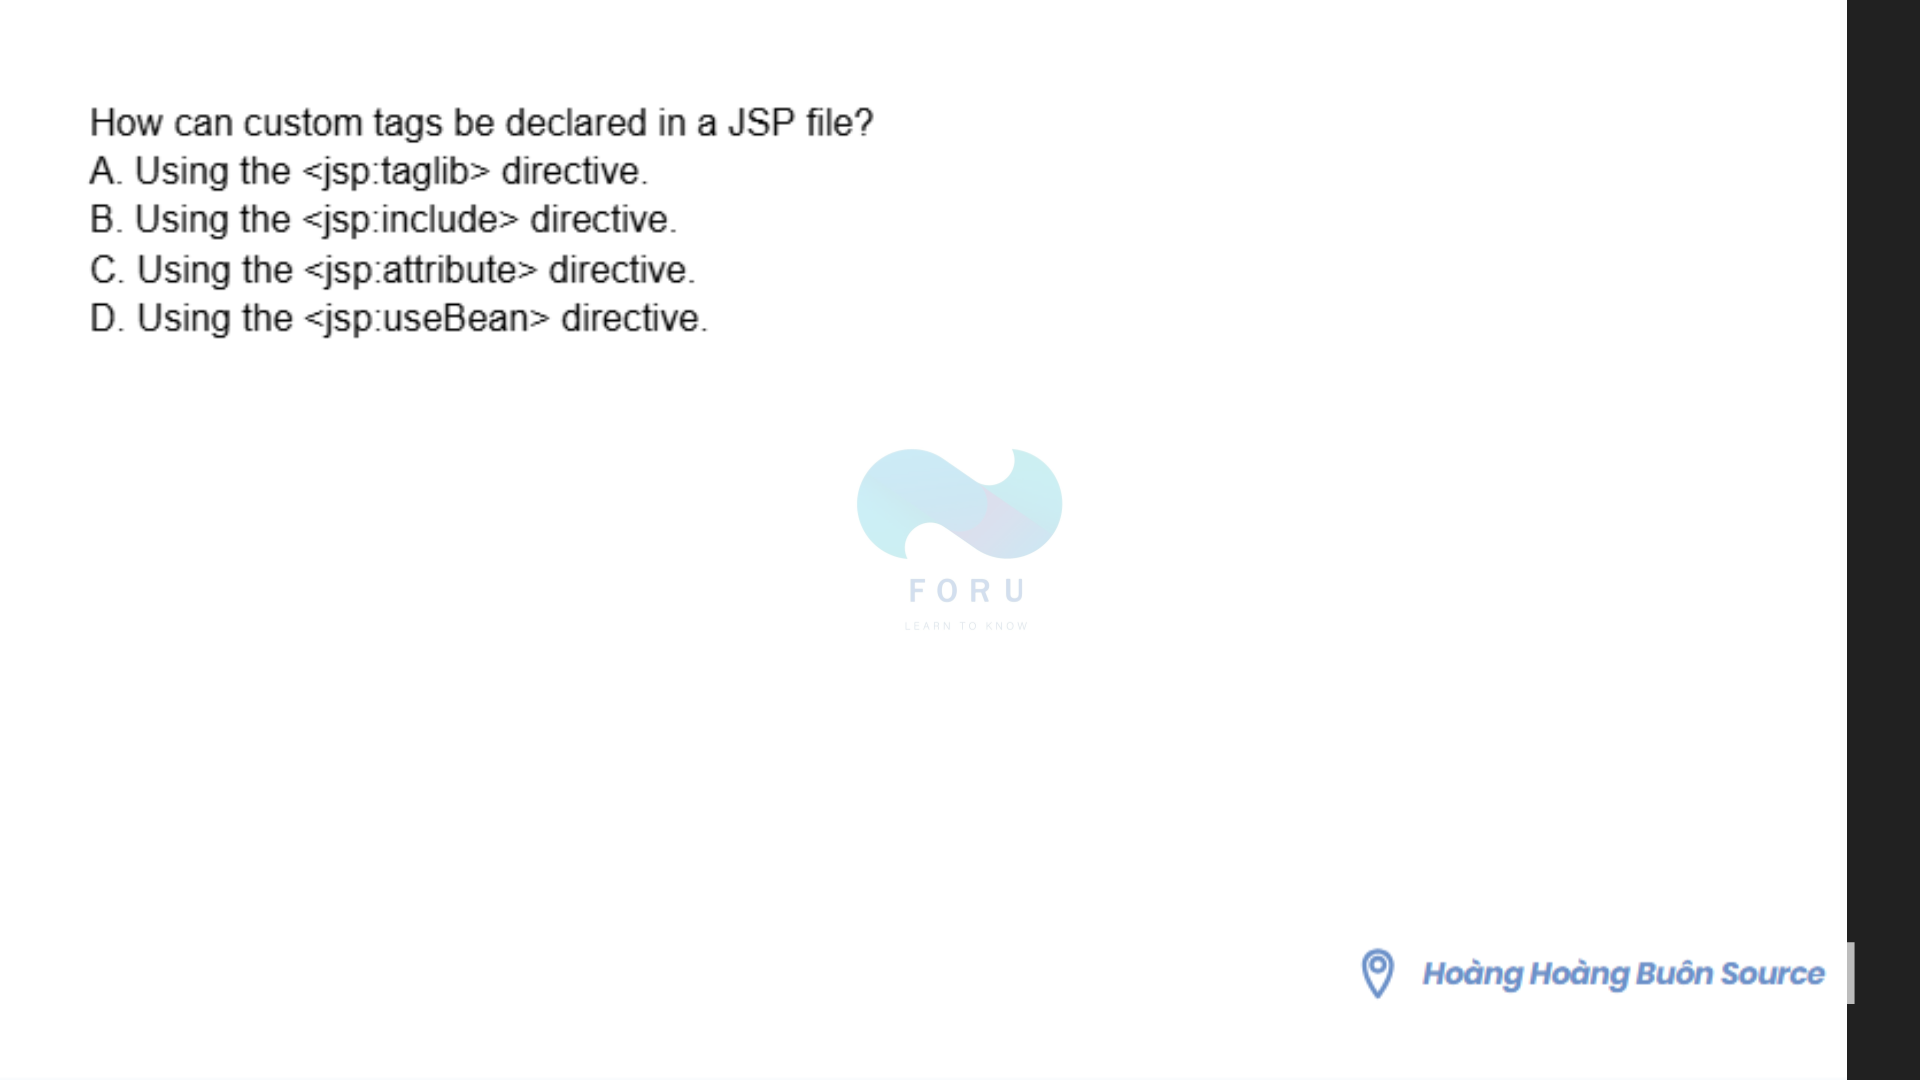 How can custom tags be declared in a JSP file?
A. Using the <jsp:taglib> directive.
B. Using the <jsp:include> directive.
C. Using the <jsp:attribute> directive.
D. Using the <jsp:useBean> directive.
FORU
LEARN TO KNOW
Hoàng Hoàng Buôn Source